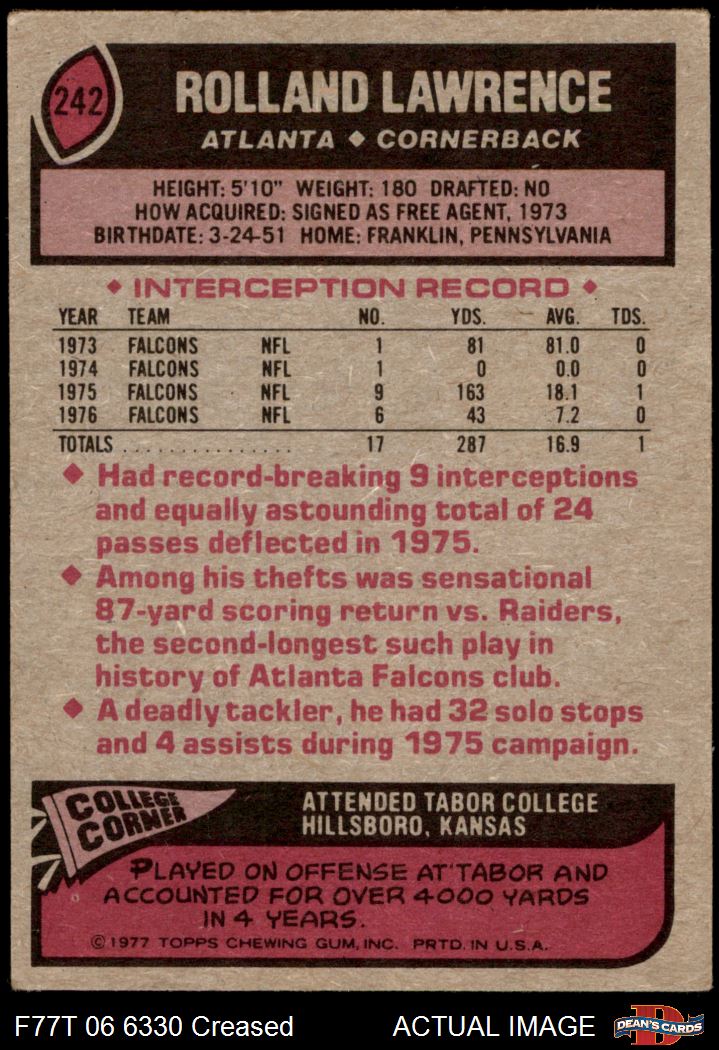 242
ROLLAND LAWRENCE
ATLANTA ◆ CORNERBACK
HEIGHT: 5'10" WEIGHT: 180 DRAFTED: NO
HOW ACQUIRED: SIGNED AS FREE AGENT, 1973
BIRTHDATE: 3-24-51 HOME: FRANKLIN, PENNSYLVANIA
◆ INTERCEPTION RECORD ◆
YEAR TEAM NO. YDS. AVG. TDS.
1973 FALCONS NFL 1 81 81.0 0
1974 FALCONS NFL 1 0 0.0 0
1975 FALCONS NFL 9 163 18.1 1
1976 FALCONS NFL 6 43 7.2 0
TOTALS . . . . . . . . . . . . . . . 17 287 16.9 1
◆ Had record-breaking 9 interceptions
and equally astounding total of 24
passes deflected in 1975.
◆ Among his thefts was sensational
87-yard scoring return vs. Raiders,
the second-longest such play in
history of Atlanta Falcons club.
◆ A deadly tackler, he had 32 solo stops
and 4 assists during 1975 campaign.
COLLEGE
CORNER
ATTENDED TABOR COLLEGE
HILLSBORO, KANSAS
PLAYED ON OFFENSE AT TABOR AND
ACCOUNTED FOR OVER 4000 YARDS
IN 4 YEARS.
© 1977 TOPPS CHEWING GUM, INC. PRTD. IN U.S.A.
F77T 06 6330 Creased ACTUAL IMAGE
D
DEAN'S CARDS